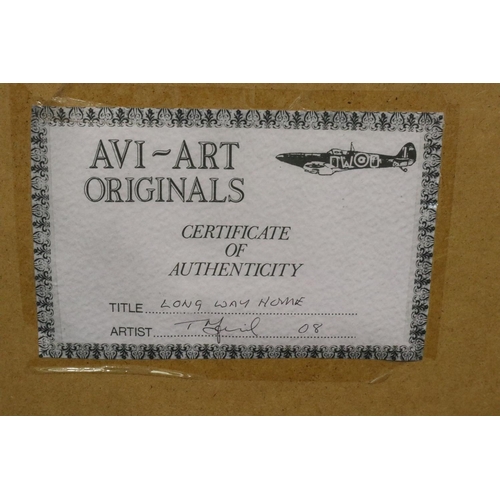 AVI~ART
ORIGINALS
CERTIFICATE
OF
AUTHENTICITY
TITLE LONG WAY HOME
ARTIST 08